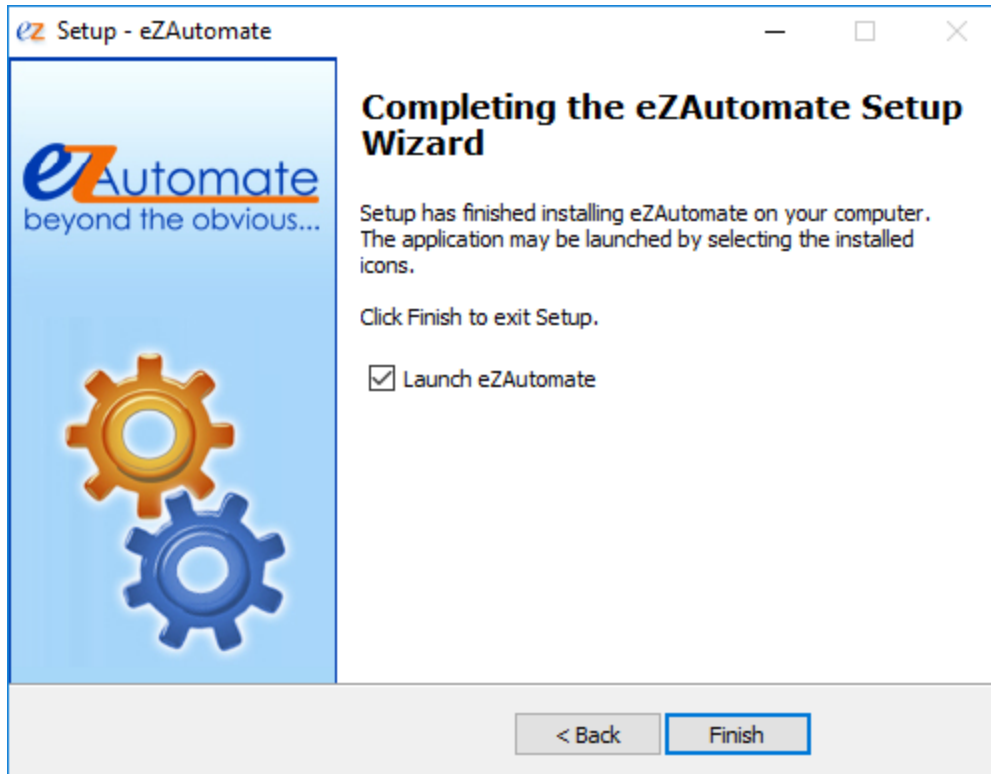 eZ Setup - eZAutomate
eZAutomate
beyond the obvious...
Completing the eZAutomate Setup
Wizard
Setup has finished installing eZAutomate on your computer.
The application may be launched by selecting the installed
icons.
Click Finish to exit Setup.
Launch eZAutomate
< Back Finish